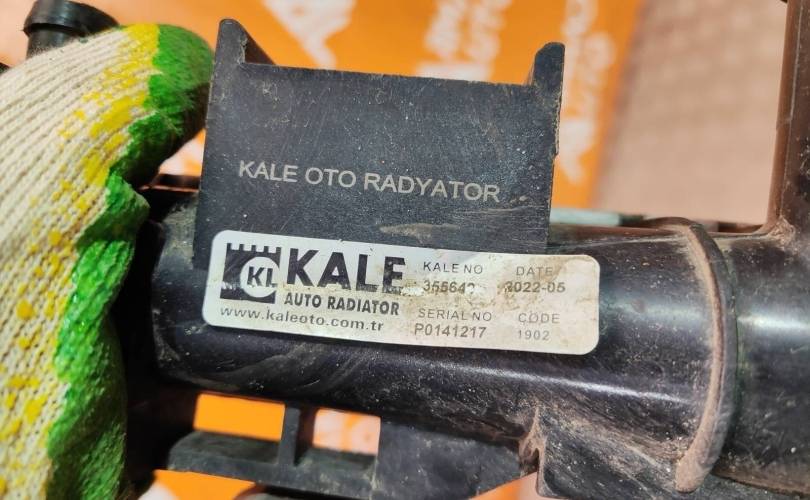 KALE OTO RADYATOR
KL KALE
AUTO RADIATOR
www.kaleoto.com.tr
KALE NO DATE
2022-05
SERIAL NO CODE
P0141217 1902